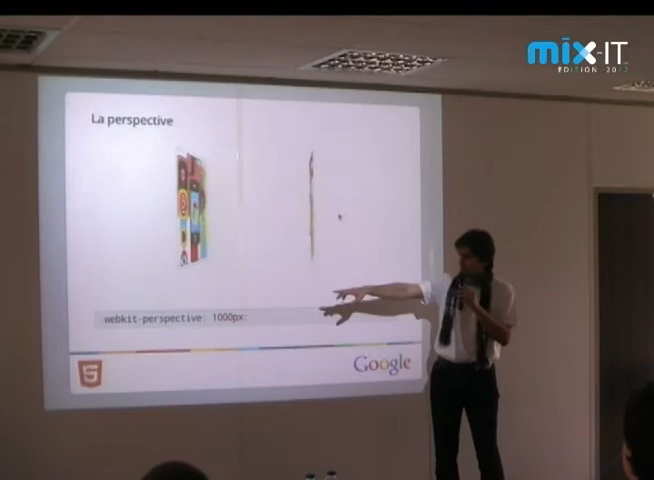 mix-IT
EDITION 2012
La perspective
-webkit-perspective: 1000px;
5
Google